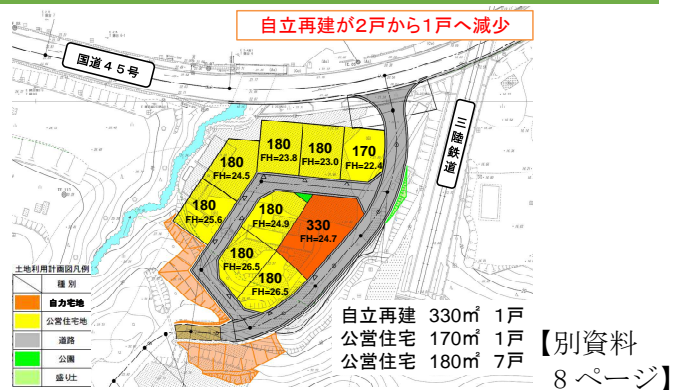 自立再建が2戸から1戸へ減少
国道45号
三陸鉄道
180
FH=23.8
180
FH=23.0
170
FH=22.4
180
FH=24.5
180
FH=25.6
180
FH=24.9
330
FH=24.7
180
FH=26.5
180
FH=26.5
土地利用計画図凡例
種 別
自力宅地
公営住宅地
道路
公園
盛り土
自立再建 330㎡ 1戸
公営住宅 170㎡ 1戸
公営住宅 180㎡ 7戸
【別資料
8 ページ】